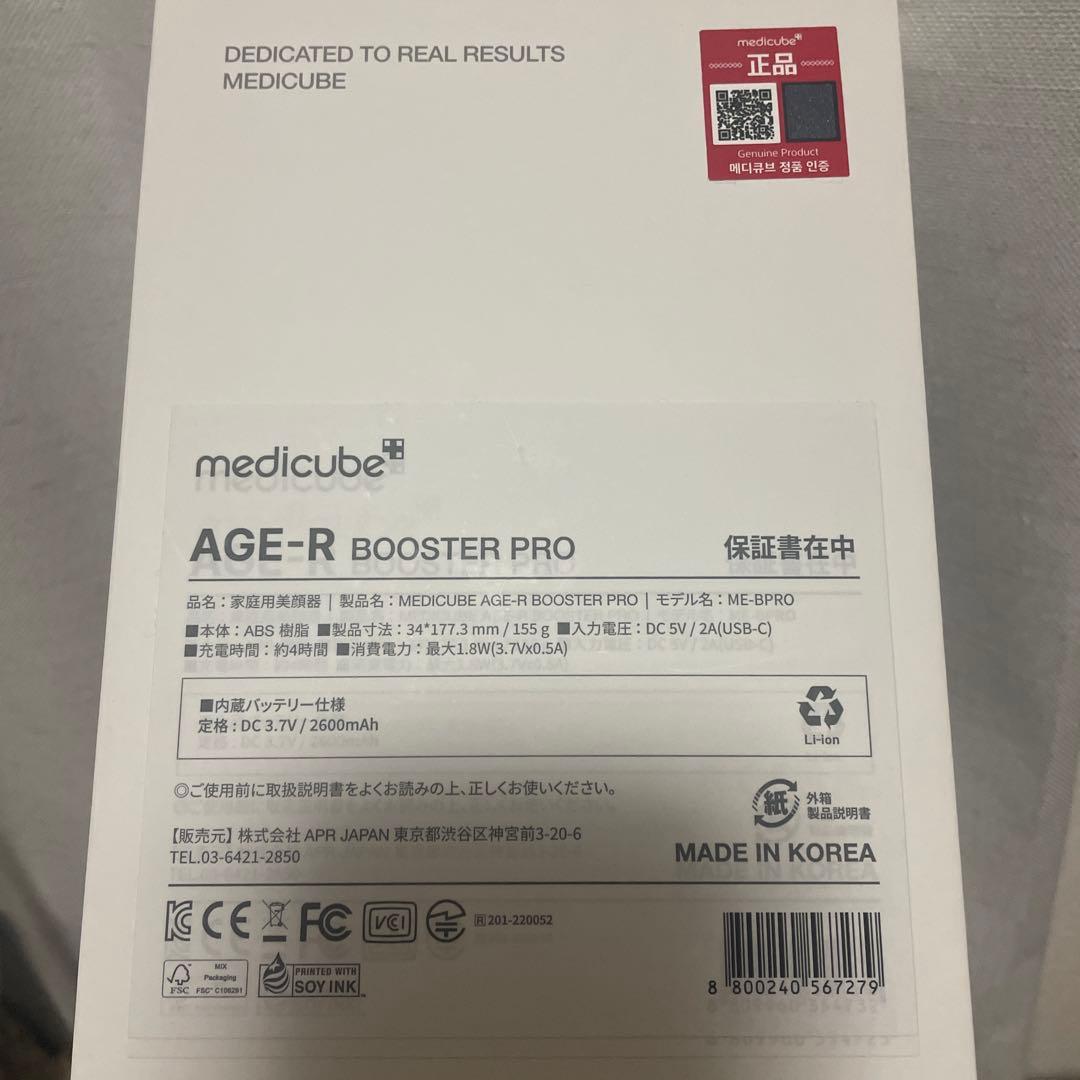 DEDICATED TO REAL RESULTS
MEDICUBE
medicube
正品
Genuine Product
메디큐브 정품 인증
medicube
AGE-R BOOSTER PRO
保証書在中
品名：家庭用美顔器 | 製品名：MEDICUBE AGE-R BOOSTER PRO | モデル名：ME-BPRO
■本体：ABS 樹脂 ■製品寸法：34*177.3 mm / 155 g ■入力電圧：DC 5V / 2A(USB-C)
■充電時間：約4時間 ■消費電力：最大1.8W(3.7Vx0.5A)
■内蔵バッテリー仕様
定格 : DC 3.7V / 2600mAh
Li-ion
◎ご使用前に取扱説明書をよくお読みの上、正しくお使いください。
紙
外箱
製品説明書
【販売元】株式会社 APR JAPAN 東京都渋谷区神宮前3-20-6
TEL.03-6421-2850
MADE IN KOREA
CE FC VCI R 201-220052
FSC
MIX
Packaging
FSC™ C106291
PRINTED WITH
SOY INK™
8 800240 567279